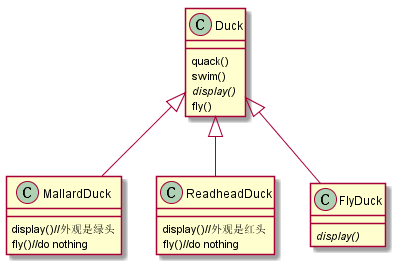 C Duck
quack()
swim()
display()
fly()
C MallardDuck
display()//外观是绿头
fly()//do nothing
C ReadheadDuck
display()//外观是红头
fly()//do nothing
C FlyDuck
display()